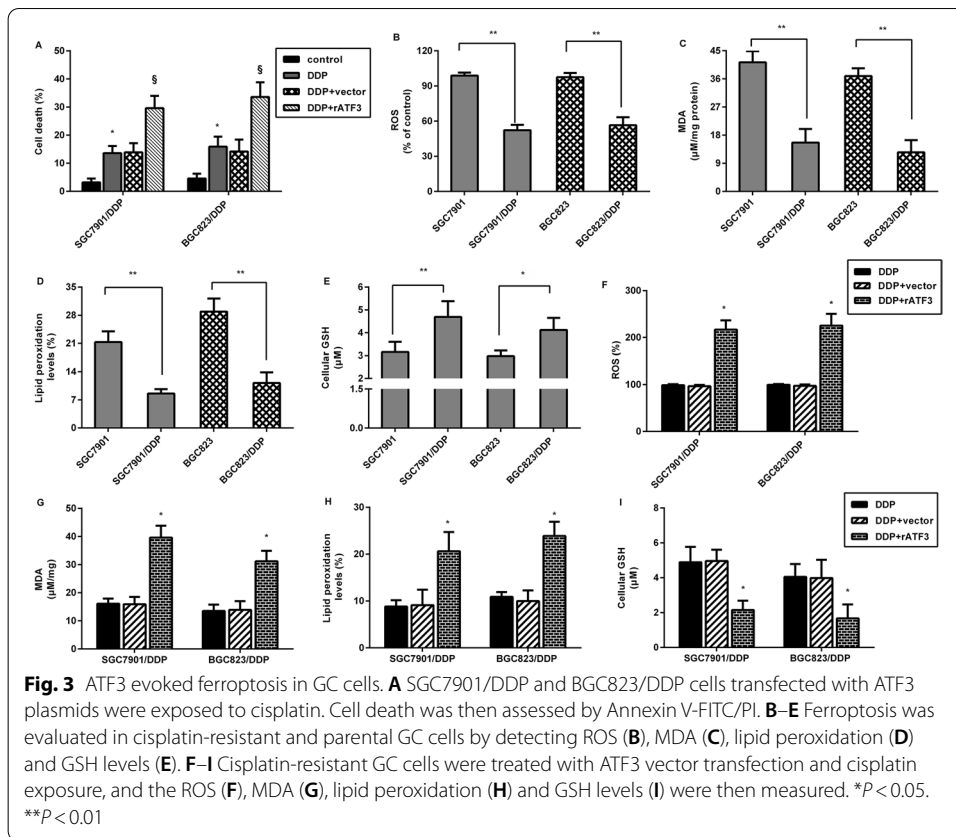 A
Cell death (%)
50
40
30
20
10
0
* * § §
control
DDP
DDP+vector
DDP+rATF3
SGC7901/DDP
BGC823/DDP
B
ROS
(% of control)
120
90
60
30
0
** **
SGC7901
SGC7901/DDP
BGC823
BGC823/DDP
C
MDA
(μM/mg protein)
45
36
27
18
9
0
** **
SGC7901
SGC7901/DDP
BGC823
BGC823/DDP
D
Lipid peroxidation
levels (%)
35
28
21
14
7
0
** **
SGC7901
SGC7901/DDP
BGC823
BGC823/DDP
E
Cellular GSH
(μM)
6
5
4
3
2
1.5
0.0
** *
SGC7901
SGC7901/DDP
BGC823
BGC823/DDP
F
ROS (%)
300
200
100
0
* *
DDP
DDP+vector
DDP+rATF3
SGC7901/DDP
BGC823/DDP
G
MDA
(μM/mg)
50
40
30
20
10
0
* *
SGC7901/DDP
BGC823/DDP
H
Lipid peroxidation
levels (%)
30
20
10
0
* *
SGC7901/DDP
BGC823/DDP
I
Cellular GSH
(μM)
8
6
4
2
0
* *
DDP
DDP+vector
DDP+rATF3
SGC7901/DDP
BGC823/DDP
Fig. 3 ATF3 evoked ferroptosis in GC cells. A SGC7901/DDP and BGC823/DDP cells transfected with ATF3
plasmids were exposed to cisplatin. Cell death was then assessed by Annexin V-FITC/PI. B–E Ferroptosis was
evaluated in cisplatin-resistant and parental GC cells by detecting ROS (B), MDA (C), lipid peroxidation (D)
and GSH levels (E). F–I Cisplatin-resistant GC cells were treated with ATF3 vector transfection and cisplatin
exposure, and the ROS (F), MDA (G), lipid peroxidation (H) and GSH levels (I) were then measured. *P < 0.05.
**P < 0.01